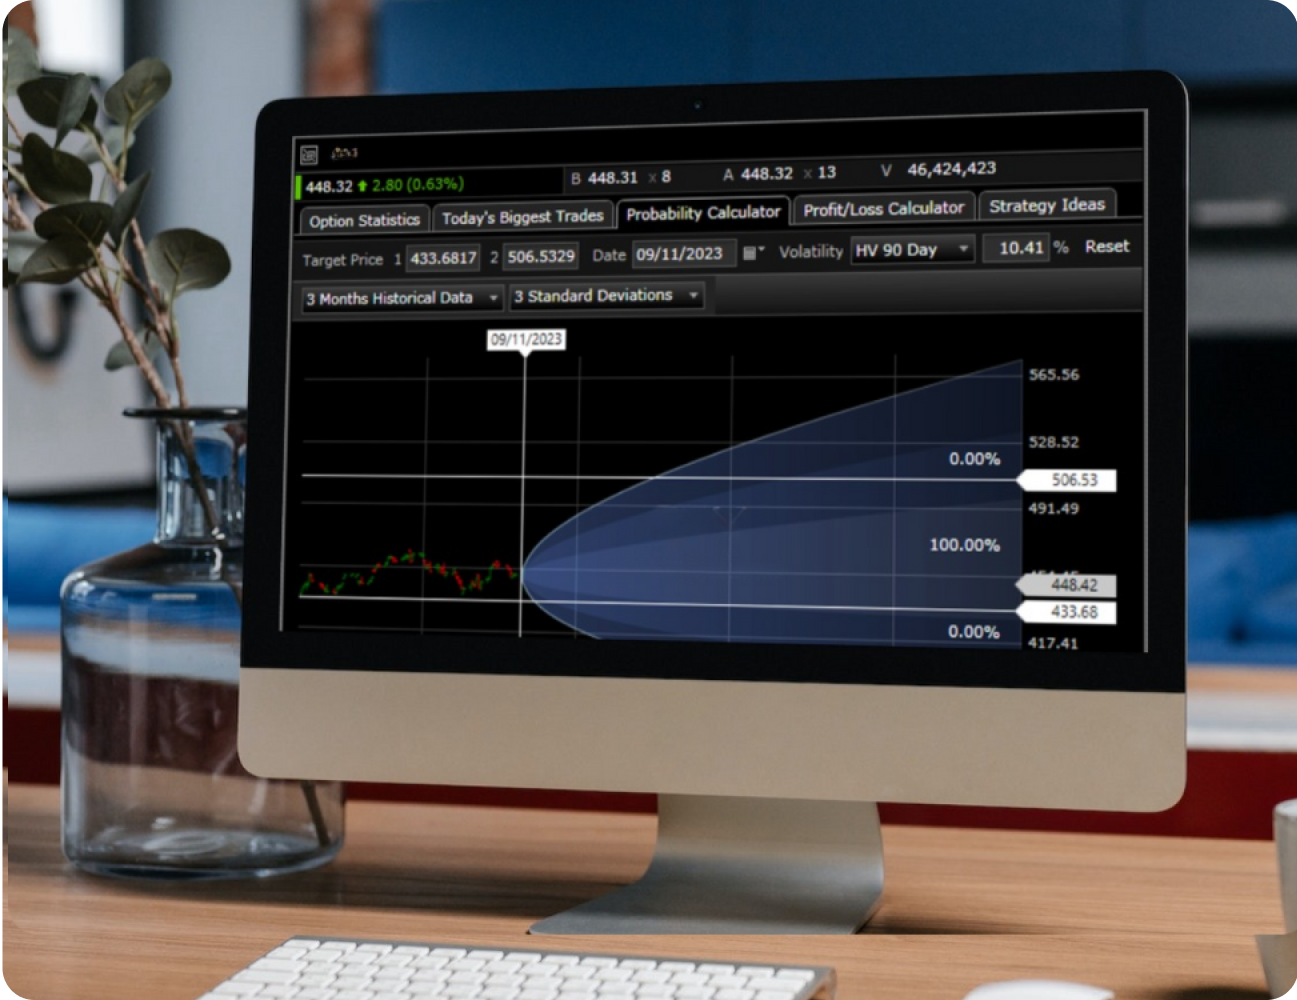 448.32 2.80 (0.63%) B 448.31 x 8 A 448.32 x 13 V 46,424,423
Option Statistics Today's Biggest Trades Probability Calculator Profit/Loss Calculator Strategy Ideas
Target Price 1 433.6817 2 506.5329 Date 09/11/2023 Volatility HV 90 Day 10.41 % Reset
3 Months Historical Data 3 Standard Deviations
09/11/2023
565.56
528.52
0.00%
506.53
491.49
100.00%
448.42
433.68
0.00%
417.41